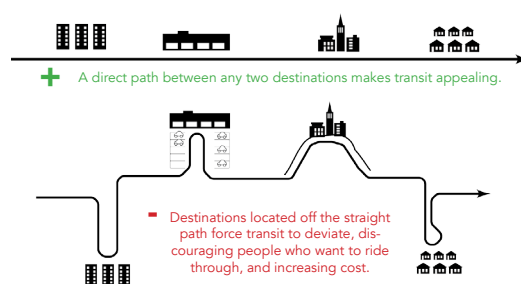 + A direct path between any two destinations makes transit appealing.
- Destinations located off the straight
path force transit to deviate, dis-
couraging people who want to ride
through, and increasing cost.